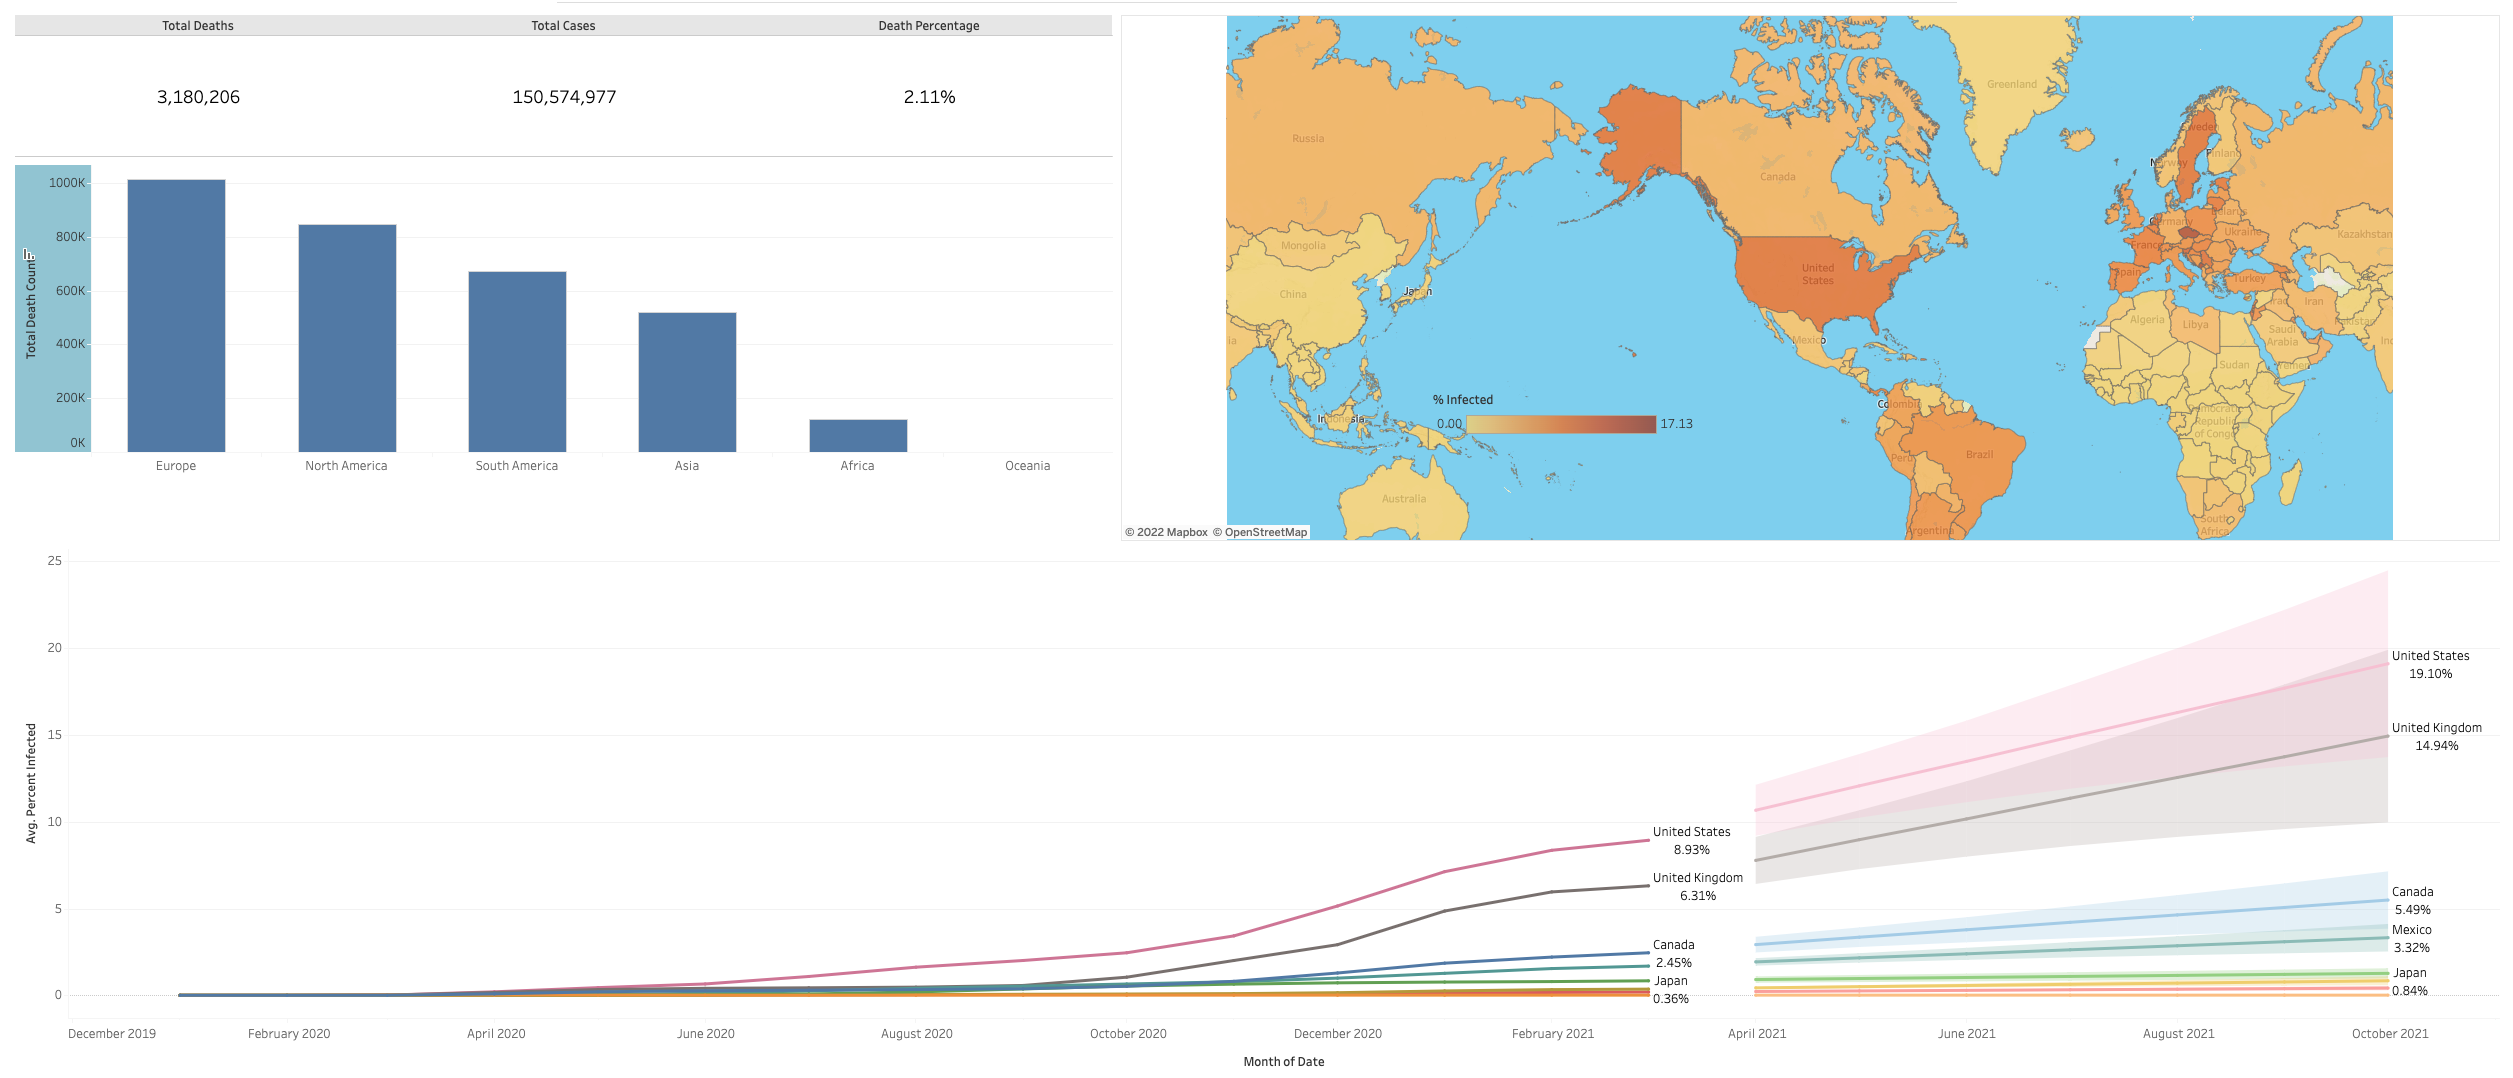 Total Deaths
Total Cases
Death Percentage
3,180,206
150,574,977
2.11%
Total Death Count
1000K
800K
600K
400K
200K
0K
Europe
North America
South America
Asia
Africa
Oceania
Greenland
Russia
Canada
Sweden
Norway
Finland
Belarus
Germany
Ukraine
Kazakhstan
Mongolia
France
United
States
Spain
Turkey
China
Japan
Iraq
Iran
Algeria
Libya
Pakistan
Saudi
Arabia
Mexico
Sudan
Yemen
% Infected
0.00
17.13
Colombia
Indonesia
Democratic
Republic
of Congo
Peru
Brazil
Australia
South
Africa
Argentina
© 2022 Mapbox © OpenStreetMap
Avg. Percent Infected
25
20
15
10
5
0
United States
19.10%
United Kingdom
14.94%
United States
8.93%
United Kingdom
6.31%
Canada
5.49%
Mexico
3.32%
Canada
2.45%
Japan
0.36%
Japan
0.84%
December 2019
February 2020
April 2020
June 2020
August 2020
October 2020
December 2020
February 2021
April 2021
June 2021
August 2021
October 2021
Month of Date